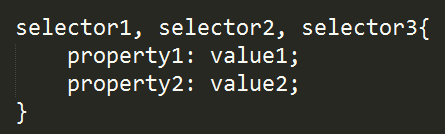 selector1, selector2, selector3{
    property1: value1;
    property2: value2;
}